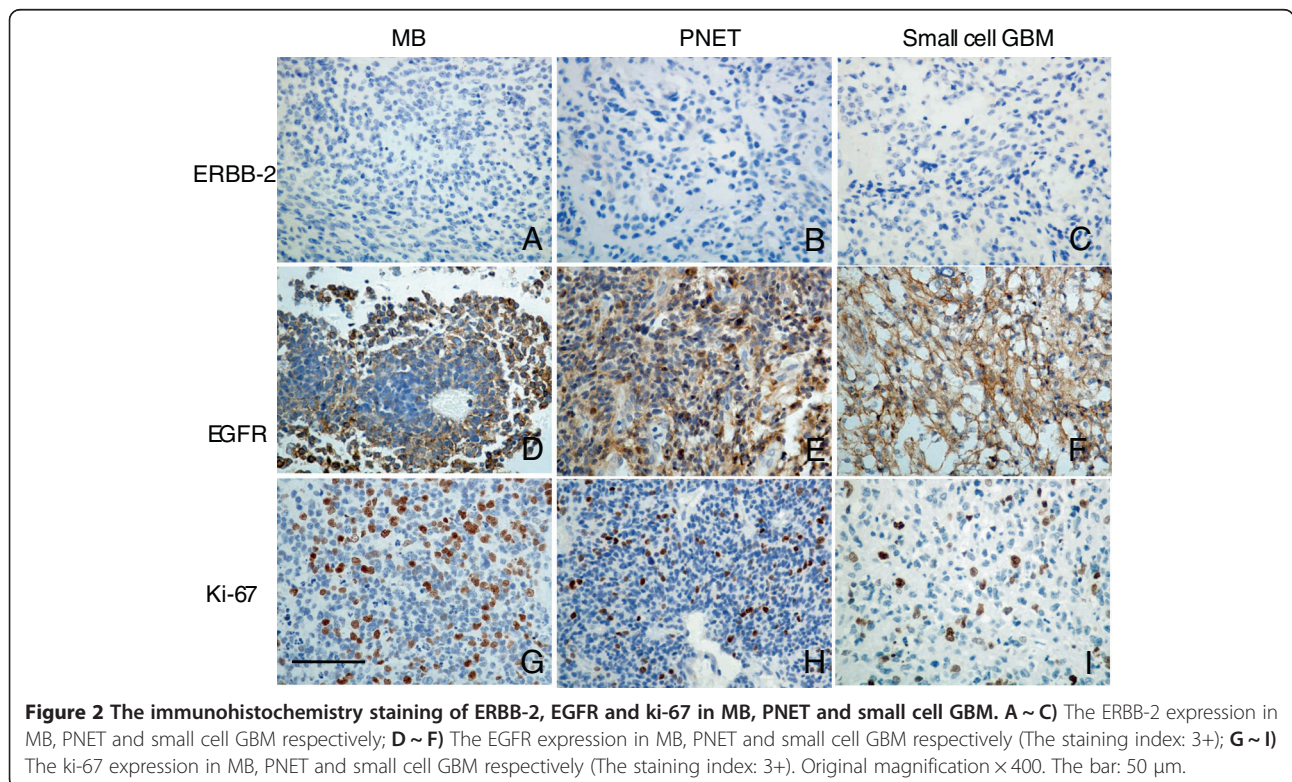 MB PNET Small cell GBM
ERBB-2
A B C
EGFR
D E F
Ki-67
G H I
Figure 2 The immunohistochemistry staining of ERBB-2, EGFR and ki-67 in MB, PNET and small cell GBM. A ~ C) The ERBB-2 expression in
MB, PNET and small cell GBM respectively; D ~ F) The EGFR expression in MB, PNET and small cell GBM respectively (The staining index: 3+); G ~ I)
The ki-67 expression in MB, PNET and small cell GBM respectively (The staining index: 3+). Original magnification × 400. The bar: 50 μm.